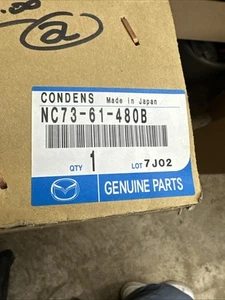 CONDENS Made in Japan
NC73-61-480B
QTY 1 LOT 7J02
GENUINE PARTS